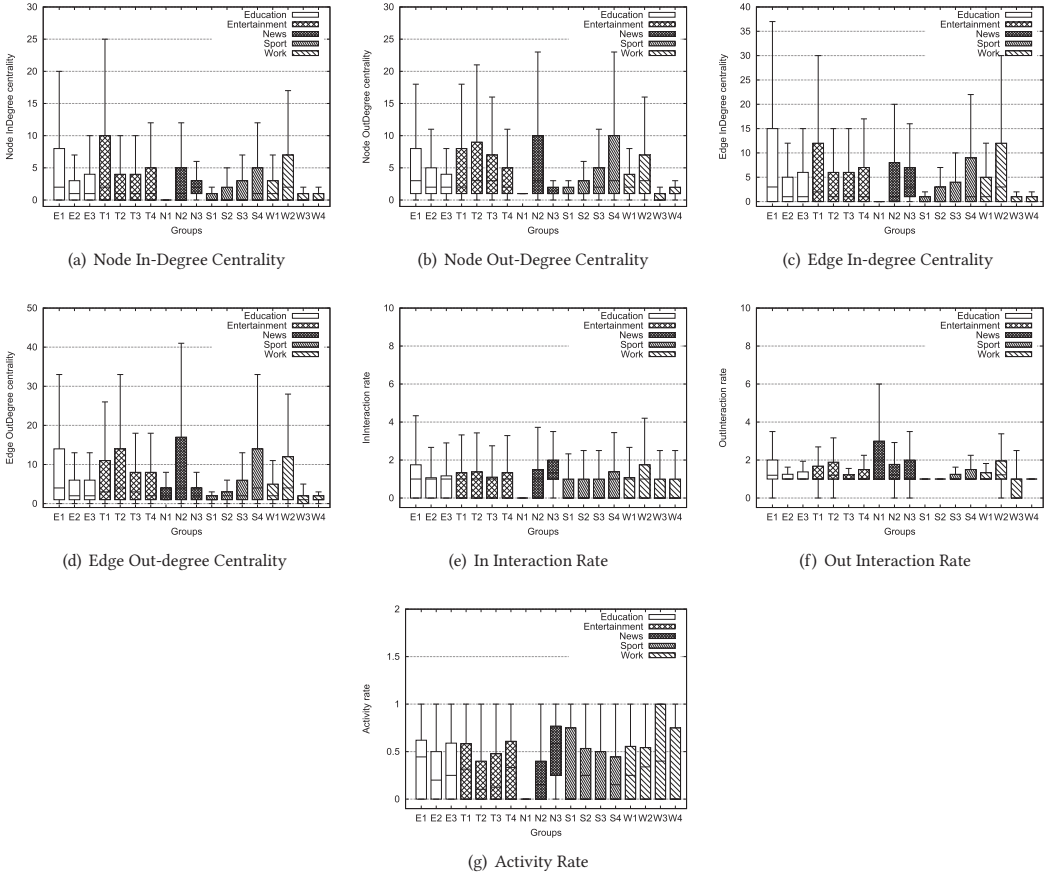 30
25
20
15
10
5
0
Node InDegree centrality
Education
Entertainment
News
Sport
Work
E1 E2 E3 T1 T2 T3 T4 N1 N2 N3 S1 S2 S3 S4 W1 W2 W3 W4
Groups
(a) Node In-Degree Centrality
30
25
20
15
10
5
0
Node OutDegree centrality
Education
Entertainment
News
Sport
Work
E1 E2 E3 T1 T2 T3 T4 N1 N2 N3 S1 S2 S3 S4 W1 W2 W3 W4
Groups
(b) Node Out-Degree Centrality
40
35
30
25
20
15
10
5
0
Edge InDegree centrality
Education
Entertainment
News
Sport
Work
E1 E2 E3 T1 T2 T3 T4 N1 N2 N3 S1 S2 S3 S4 W1 W2 W3 W4
Groups
(c) Edge In-degree Centrality
50
40
30
20
10
0
Edge OutDegree centrality
Education
Entertainment
News
Sport
Work
E1 E2 E3 T1 T2 T3 T4 N1 N2 N3 S1 S2 S3 S4 W1 W2 W3 W4
Groups
(d) Edge Out-degree Centrality
10
8
6
4
2
0
InInteraction rate
Education
Entertainment
News
Sport
Work
E1 E2 E3 T1 T2 T3 T4 N1 N2 N3 S1 S2 S3 S4 W1 W2 W3 W4
Groups
(e) In Interaction Rate
10
8
6
4
2
0
OutInteraction rate
Education
Entertainment
News
Sport
Work
E1 E2 E3 T1 T2 T3 T4 N1 N2 N3 S1 S2 S3 S4 W1 W2 W3 W4
Groups
(f) Out Interaction Rate
2
1.5
1
0.5
0
Activity rate
Education
Entertainment
News
Sport
Work
E1 E2 E3 T1 T2 T3 T4 N1 N2 N3 S1 S2 S3 S4 W1 W2 W3 W4
Groups
(g) Activity Rate